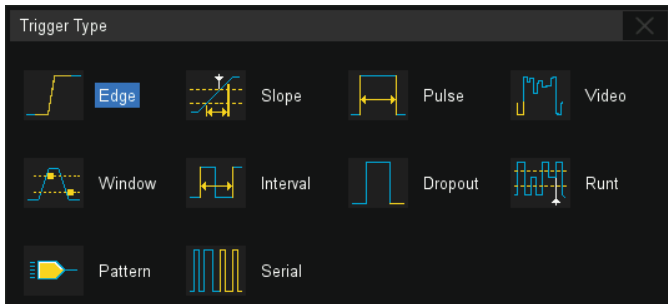 Trigger Type
Edge Slope Pulse Video
Window Interval Dropout Runt
Pattern Serial